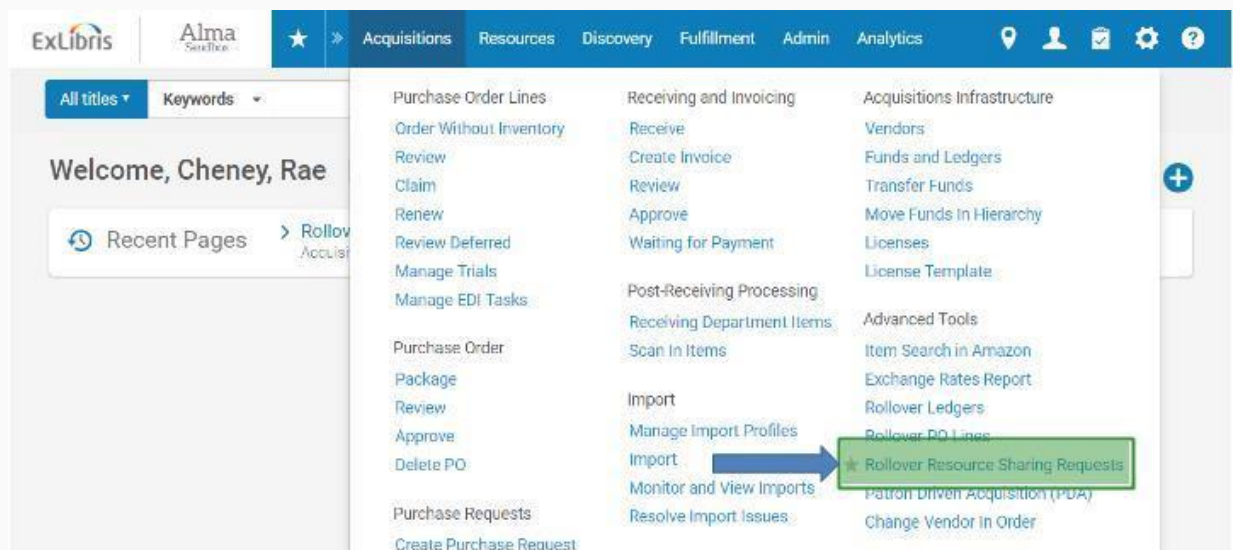 ExLibris
Alma
Sandbox
Acquisitions Resources Discovery Fulfillment Admin Analytics
All titles
Keywords
Welcome, Cheney, Rae
Recent Pages
Rollov
Acquisi
Purchase Order Lines
Order Without Inventory
Review
Claim
Renew
Review Deferred
Manage Trials
Manage EDI Tasks
Purchase Order
Package
Review
Approve
Delete PO
Purchase Requests
Create Purchase Request
Receiving and Invoicing
Receive
Create Invoice
Review
Approve
Waiting for Payment
Post-Receiving Processing
Receiving Department Items
Scan In Items
Import
Manage Import Profiles
Import
Monitor and View Imports
Resolve Import Issues
Acquisitions Infrastructure
Vendors
Funds and Ledgers
Transfer Funds
Move Funds In Hierarchy
Licenses
License Template
Advanced Tools
Item Search in Amazon
Exchange Rates Report
Rollover Ledgers
Rollover PO Lines
Rollover Resource Sharing Requests
Patron Driven Acquisition (PDA)
Change Vendor In Order